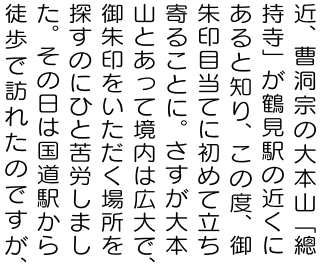 近、曹洞宗の大本山「總
持寺」が鶴見駅の近くに
あると知り、この度、御
朱印目当てに初めて立ち
寄ることに。さすが大本
山とあって境内は広大で、
御朱印をいただく場所を
探すのにひと苦労しまし
た。その日は国道駅から
徒歩で訪れたのですが、